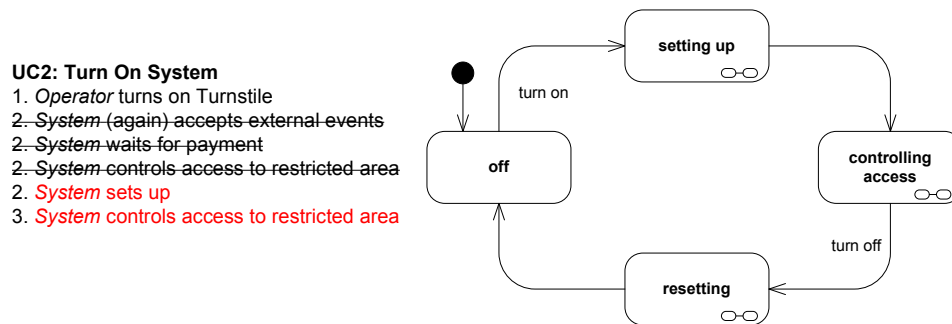 UC2: Turn On System
1. Operator turns on Turnstile
2. System (again) accepts external events
2. System waits for payment
2. System controls access to restricted area
2. System sets up
3. System controls access to restricted area
setting up
turn on
off
controlling
access
turn off
resetting